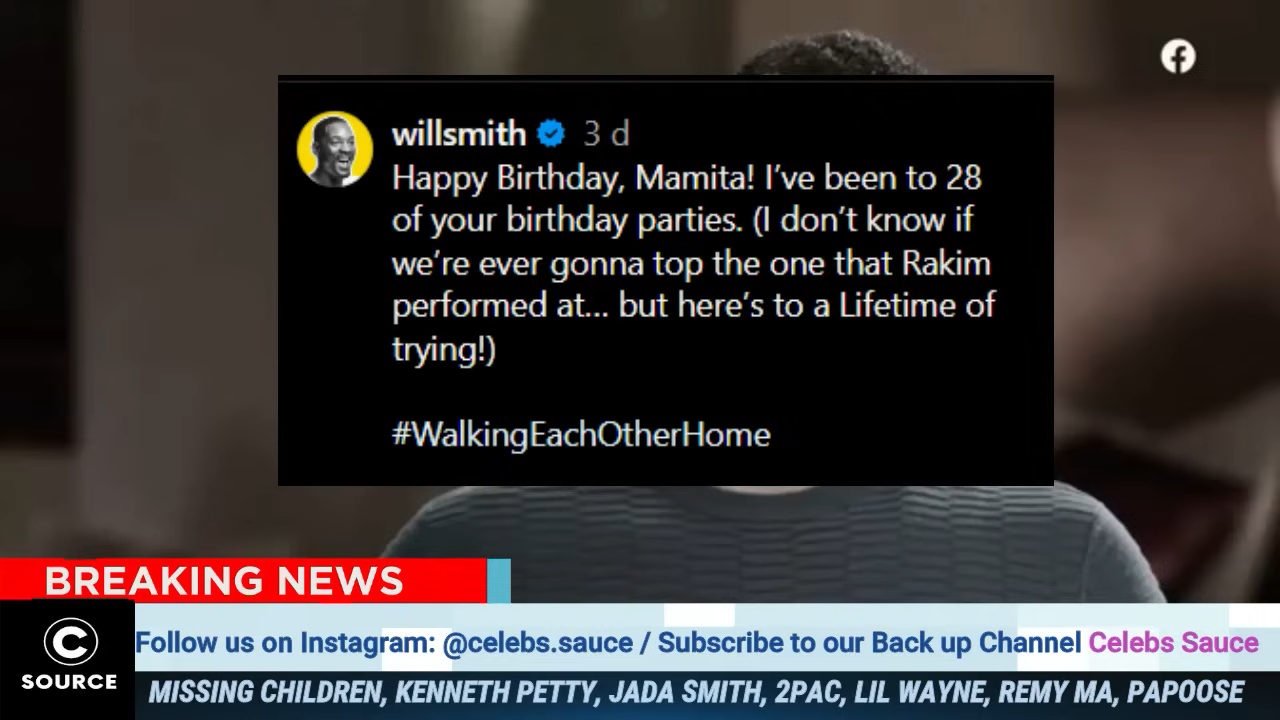 willsmith 3 d
Happy Birthday, Mamita! I've been to 28
of your birthday parties. (I don't know if
we're ever gonna top the one that Rakim
performed at... but here's to a Lifetime of
trying!)
#WalkingEachOtherHome
BREAKING NEWS
C
SOURCE
Follow us on Instagram: @celebs.sauce / Subscribe to our Back up Channel Celebs Sauce
MISSING CHILDREN, KENNETH PETTY, JADA SMITH, 2PAC, LIL WAYNE, REMY MA, PAPOOSE